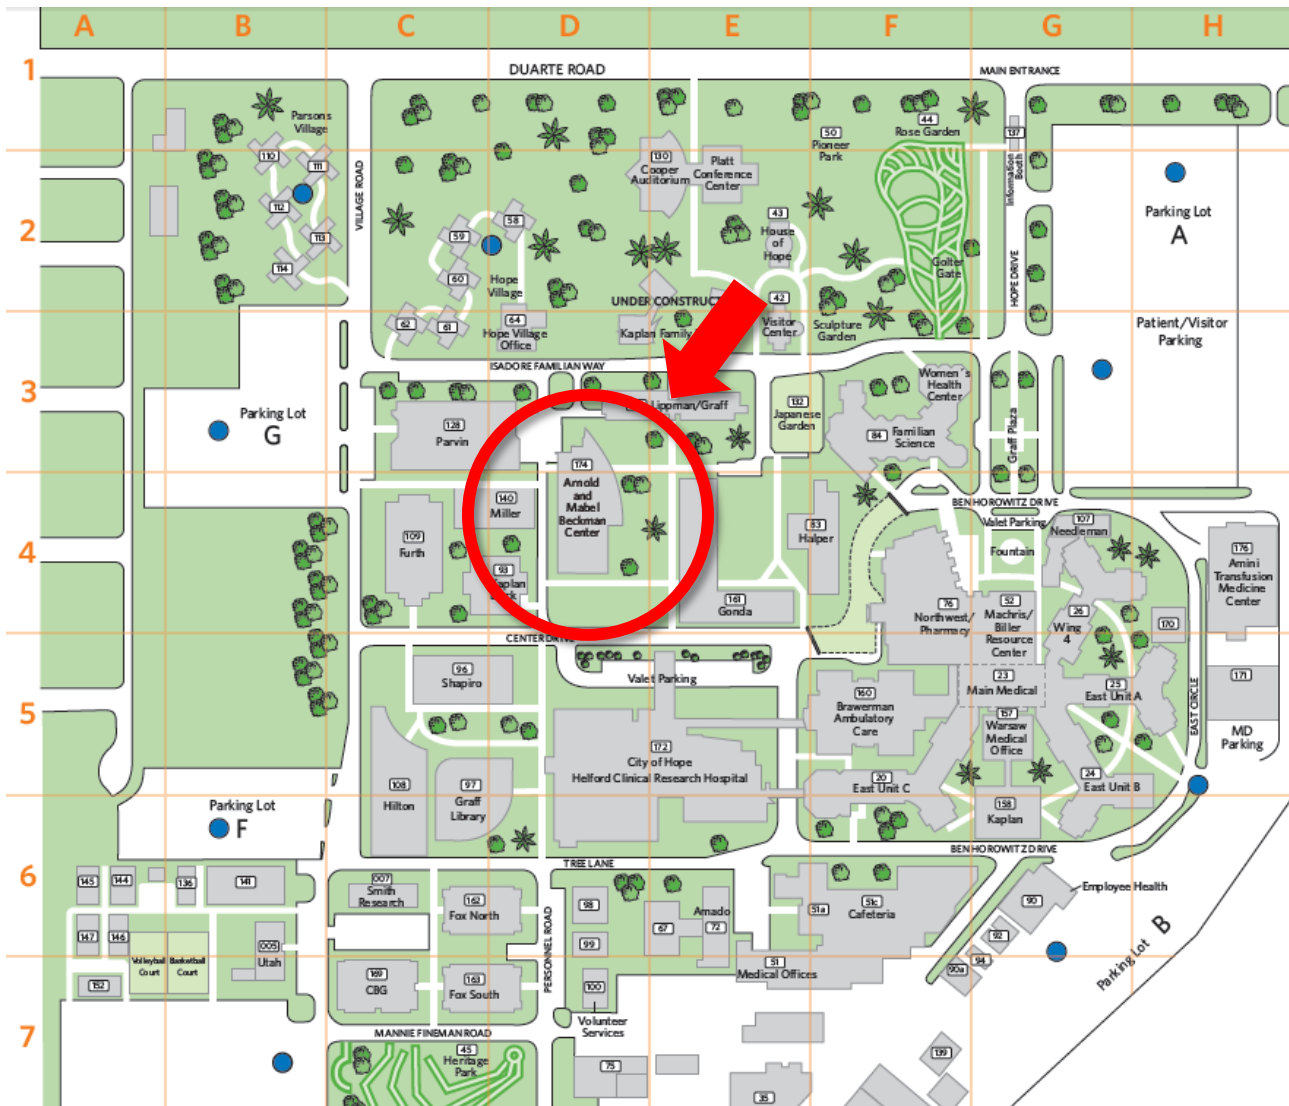 A B C D E F G H
1
DUARTE ROAD
MAIN ENTRANCE
Parsons
Village
44
Rose Garden
137
50
Pioneer
Park
110
111
112
113
114
VILLAGE ROAD
130
Cooper
Auditorium
Platt
Conference
Center
Information
Booth
Parking Lot
A
2
58
59
60
61
62
Hope
Village
43
House
of
Hope
Golter
Gate
HOPE DRIVE
UNDER CONSTRUCT
64
Hope Village
Office
Kaplan Family
42
Visitor
Center
Sculpture
Garden
Patient/Visitor
Parking
ISADORE FAMILIAN WAY
3
Parking Lot
G
128
Parvin
Lippman/Graff
132
Japanese
Garden
Women's
Health
Center
84
Familian
Science
Graff Plaza
174
Arnold
and
Mabel
Beckman
Center
140
Miller
BEN HOROWITZ DRIVE
Valet Parking
107
Needleman
4
109
Furth
83
Halper
Fountain
176
Amini
Transfusion
Medicine
Center
93
161
Gonda
76
Northwest/
Pharmacy
52
Machris/
Biller
Resource
Center
26
Wing
4
170
CENTER DRIVE
96
Shapiro
Valet Parking
23
Main Medical
25
East Unit A
171
5
160
Brawerman
Ambulatory
Care
157
Warsaw
Medical
Office
EAST CIRCLE
MD
Parking
172
City of Hope
Helford Clinical Research Hospital
108
Hilton
97
Graff
Library
20
East Unit C
24
East Unit B
158
Kaplan
Parking Lot
F
TREE LANE
BEN HOROWITZ DRIVE
6
145
144
136
141
007
Smith
Research
162
Fox North
98
67
Amado
72
51a
51c
Cafeteria
90
Employee Health
147
146
Volleyball
Court
Basketball
Court
005
Utah
99
92
94
90a
Parking Lot B
152
169
CBG
163
Fox South
PERSONNEL ROAD
100
51
Medical Offices
Volunteer
Services
7
MANNIE FINEMAN ROAD
45
Heritage
Park
75
139
35